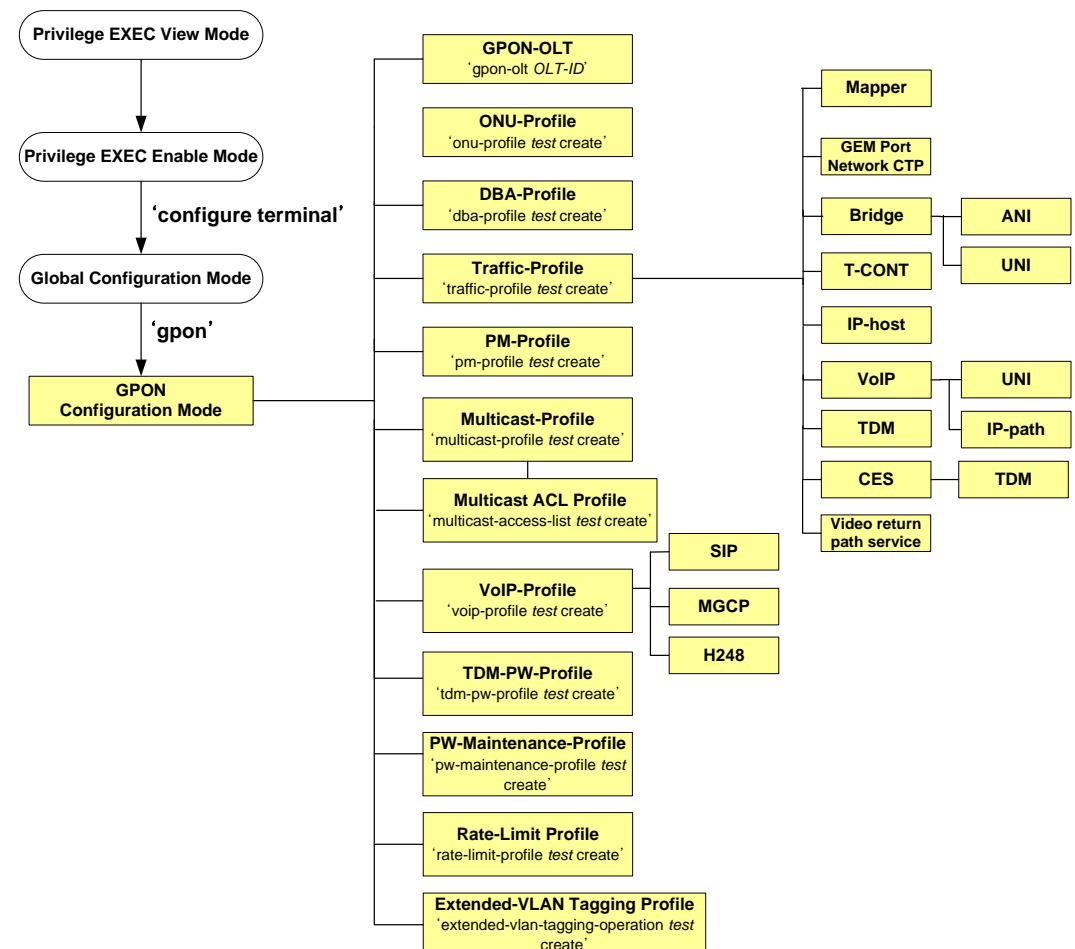 Privilege EXEC View Mode
Privilege EXEC Enable Mode
‘configure terminal’
Global Configuration Mode
‘gpon’
GPON
Configuration Mode
GPON-OLT
‘gpon-olt OLT-ID’
ONU-Profile
‘onu-profile test create’
DBA-Profile
‘dba-profile test create’
Traffic-Profile
‘traffic-profile test create’
PM-Profile
‘pm-profile test create’
Multicast-Profile
‘multicast-profile test create’
Multicast ACL Profile
‘multicast-access-list test create’
VoIP-Profile
‘voip-profile test create’
TDM-PW-Profile
‘tdm-pw-profile test create’
PW-Maintenance-Profile
‘pw-maintenance-profile test
create’
Rate-Limit Profile
‘rate-limit-profile test create’
Extended-VLAN Tagging Profile
‘extended-vlan-tagging-operation test
create’
SIP
MGCP
H248
Mapper
GEM Port
Network CTP
Bridge
ANI
UNI
T-CONT
IP-host
VoIP
UNI
IP-path
TDM
CES
TDM
Video return
path service